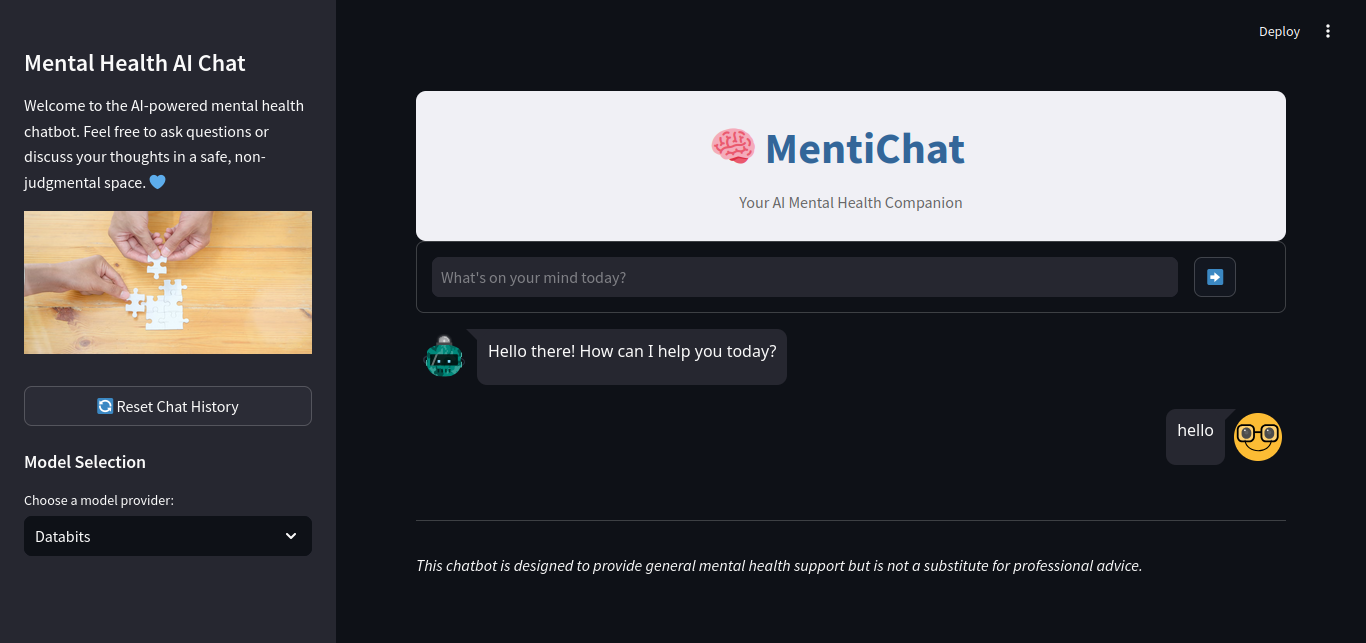 Mental Health AI Chat
Welcome to the AI-powered mental health
chatbot. Feel free to ask questions or
discuss your thoughts in a safe, non-
judgmental space. 💙
🔄 Reset Chat History
Model Selection
Choose a model provider:
Databits
Deploy
🧠 MentiChat
Your AI Mental Health Companion
What's on your mind today?
➡️
Hello there! How can I help you today?
hello
This chatbot is designed to provide general mental health support but is not a substitute for professional advice.